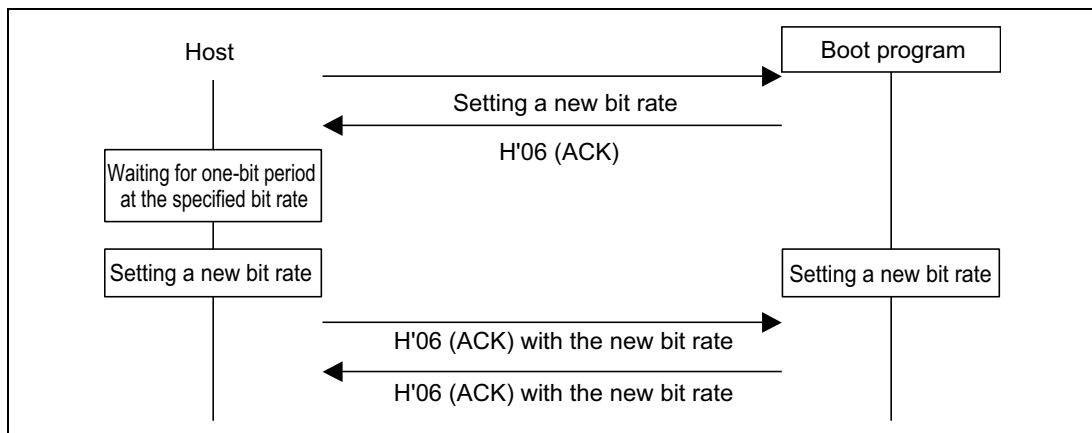 Host
Boot program
Setting a new bit rate
H'06 (ACK)
Waiting for one-bit period
at the specified bit rate
Setting a new bit rate
Setting a new bit rate
H'06 (ACK) with the new bit rate
H'06 (ACK) with the new bit rate